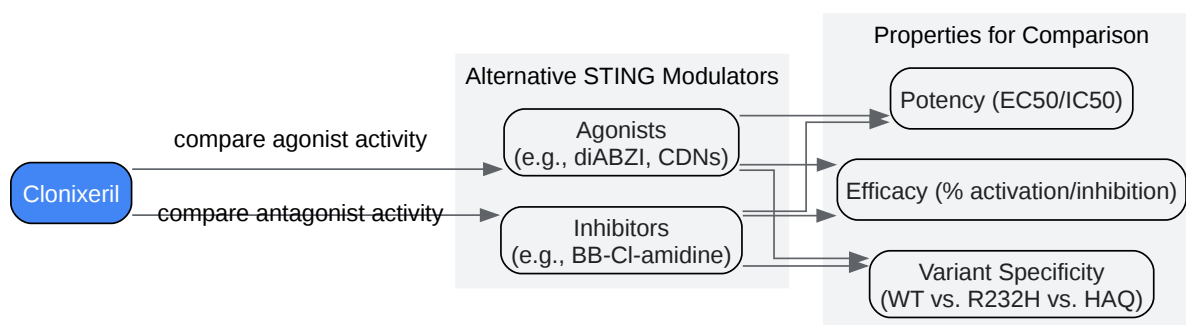 Properties for Comparison
Alternative STING Modulators
Potency (EC50/IC50)
compare agonist activity
Agonists
(e.g., diABZI, CDNs)
Clonixeril
Efficacy (% activation/inhibition)
compare antagonist activity
Inhibitors
(e.g., BB-Cl-amidine)
Variant Specificity
(WT vs. R232H vs. HAQ)